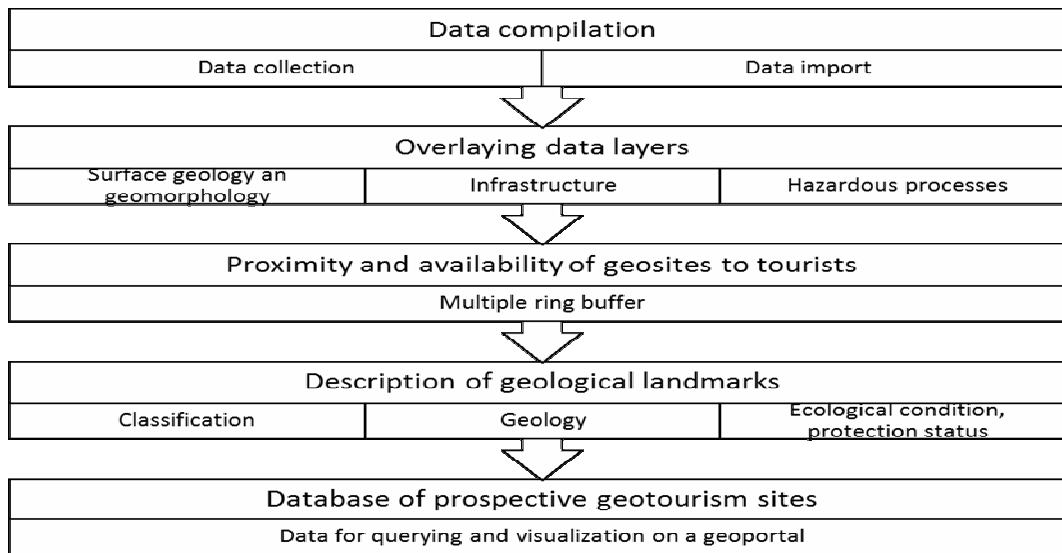 Data compilation
Data collection
Data import
Overlaying data layers
Surface geology an
geomorphology
Infrastructure
Hazardous processes
Proximity and availability of geosites to tourists
Multiple ring buffer
Description of geological landmarks
Classification
Geology
Ecological condition,
protection status
Database of prospective geotourism sites
Data for querying and visualization on a geoportal